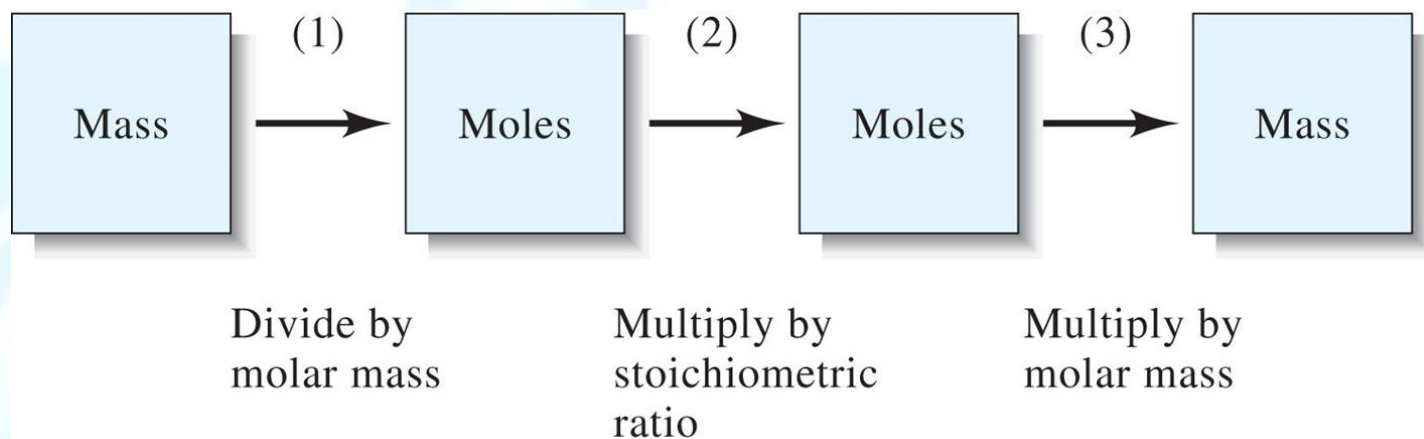 (1) (2) (3)
Mass Moles Moles Mass
Divide by
molar mass
Multiply by
stoichiometric
ratio
Multiply by
molar mass